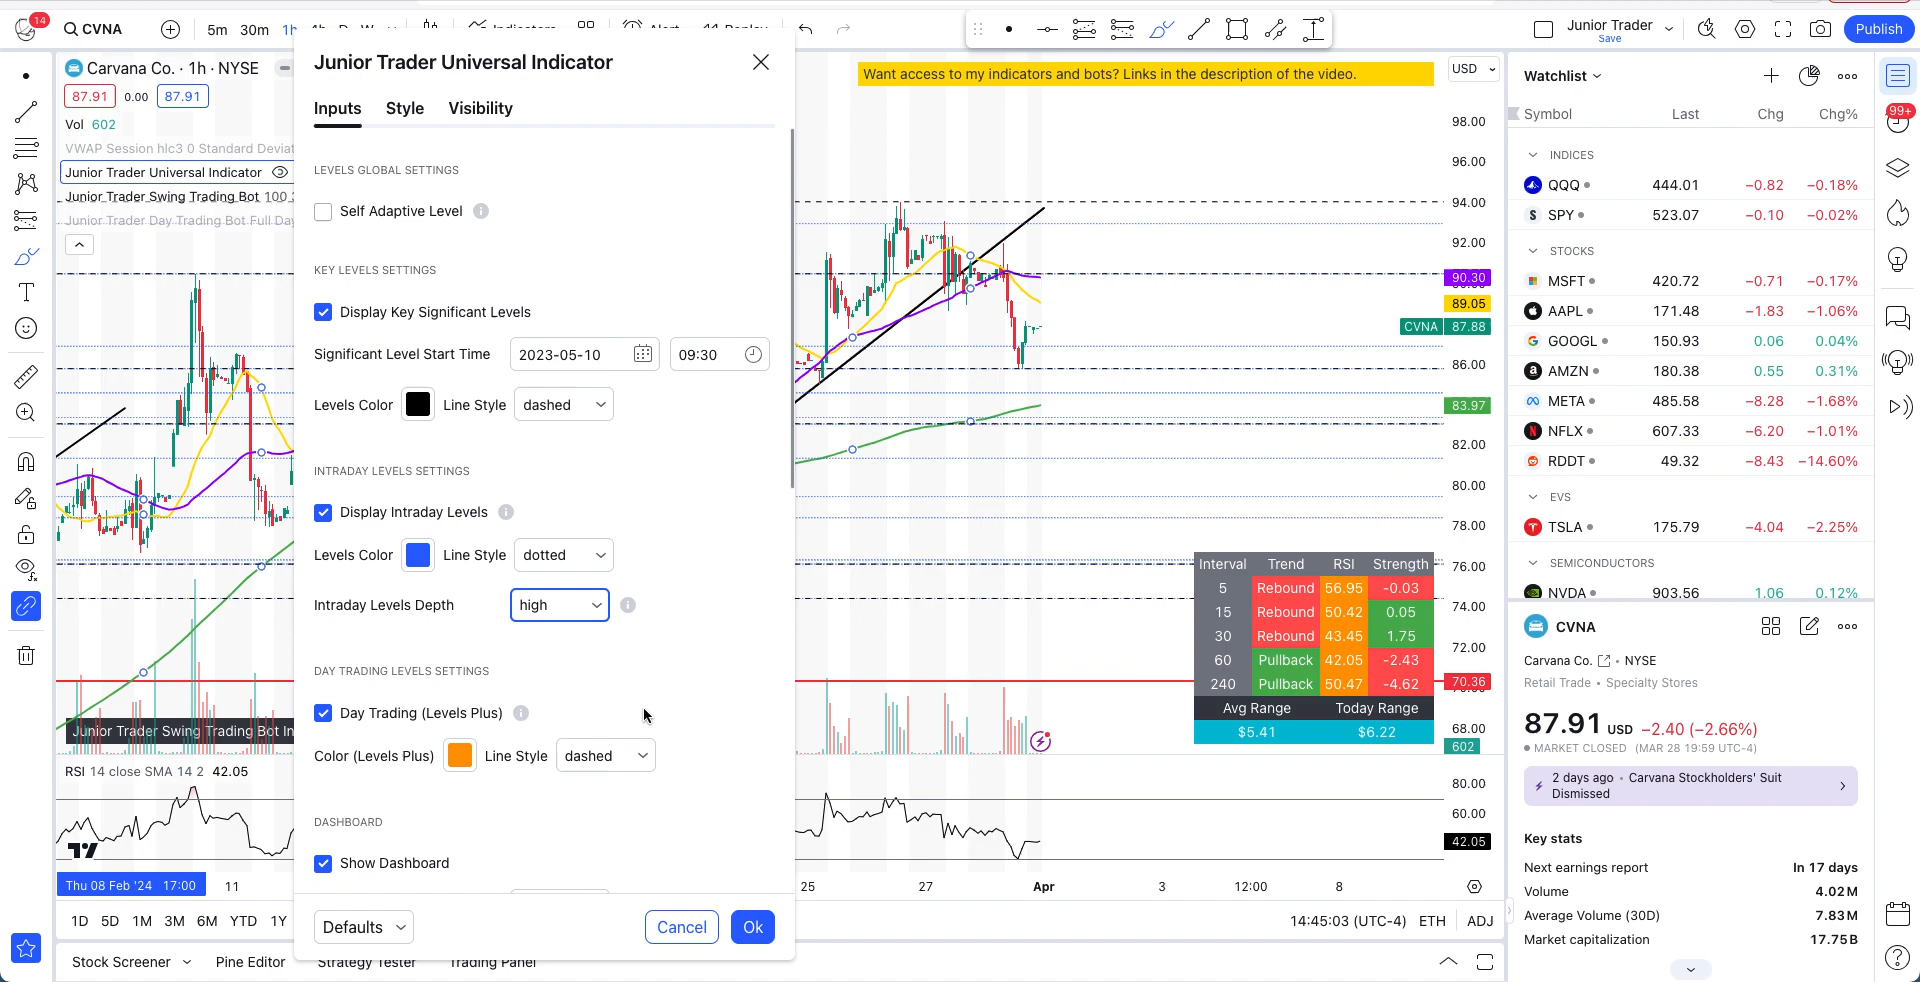 14
CVNA
5m 30m 1h
Junior Trader
Save
Publish
Carvana Co. · 1h · NYSE
87.91 0.00 87.91
Vol 602
VWAP Session hlc3 0 Standard Deviat
Junior Trader Universal Indicator
Junior Trader Swing Trading Bot 100
Junior Trader Day Trading Bot Full Day
Junior Trader Swing Trading Bot In
RSI 14 close SMA 14 2 42.05
Thu 08 Feb '24 17:00
11
1D 5D 1M 3M 6M YTD 1Y
Stock Screener
Pine Editor
Strategy Tester
Trading Panel
Junior Trader Universal Indicator
Inputs Style Visibility
LEVELS GLOBAL SETTINGS
Self Adaptive Level
KEY LEVELS SETTINGS
Display Key Significant Levels
Significant Level Start Time 2023-05-10 09:30
Levels Color Line Style dashed
INTRADAY LEVELS SETTINGS
Display Intraday Levels
Levels Color Line Style dotted
Intraday Levels Depth high
DAY TRADING LEVELS SETTINGS
Day Trading (Levels Plus)
Color (Levels Plus) Line Style dashed
DASHBOARD
Show Dashboard
Defaults
Cancel
Ok
Want access to my indicators and bots? Links in the description of the video.
USD
98.00
96.00
94.00
92.00
90.30
89.05
CVNA 87.88
86.00
83.97
82.00
80.00
78.00
76.00
74.00
72.00
70.36
68.00
602
80.00
60.00
42.05
Interval Trend RSI Strength
5 Rebound 56.95 -0.03
15 Rebound 50.42 0.05
30 Rebound 43.45 1.75
60 Pullback 42.05 -2.43
240 Pullback 50.47 -4.62
Avg Range Today Range
$5.41 $6.22
25 27 Apr 3 12:00 8
14:45:03 (UTC-4) ETH ADJ
Watchlist
Symbol Last Chg Chg%
INDICES
QQQ 444.01 −0.82 −0.18%
SPY 523.07 −0.10 −0.02%
STOCKS
MSFT 420.72 −0.71 −0.17%
AAPL 171.48 −1.83 −1.06%
GOOGL 150.93 0.06 0.04%
AMZN 180.38 0.55 0.31%
META 485.58 −8.28 −1.68%
NFLX 607.33 −6.20 −1.01%
RDDT 49.32 −8.43 −14.60%
EVS
TSLA 175.79 −4.04 −2.25%
SEMICONDUCTORS
NVDA 903.56 1.06 0.12%
CVNA
Carvana Co. • NYSE
Retail Trade • Specialty Stores
87.91 USD −2.40 (−2.66%)
MARKET CLOSED (MAR 28 19:59 UTC-4)
2 days ago • Carvana Stockholders' Suit
Dismissed
Key stats
Next earnings report In 17 days
Volume 4.02M
Average Volume (30D) 7.83M
Market capitalization 17.75B
99+